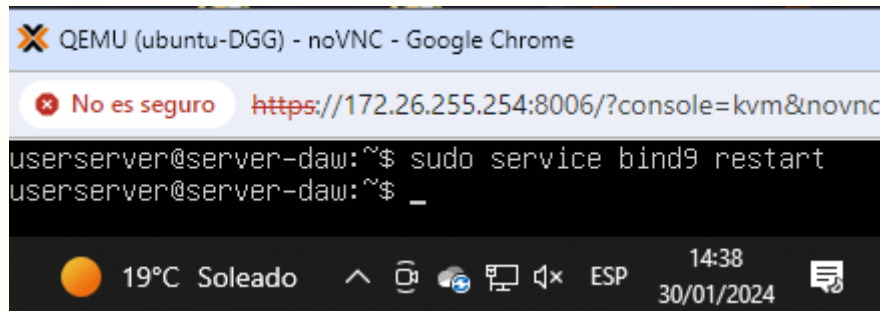 QEMU (ubuntu-DGG) - noVNC - Google Chrome
No es seguro https://172.26.255.254:8006/?console=kvm&novnc
userserver@server-daw:~$ sudo service bind9 restart
userserver@server-daw:~$ _
19°C Soleado ESP 14:38
30/01/2024